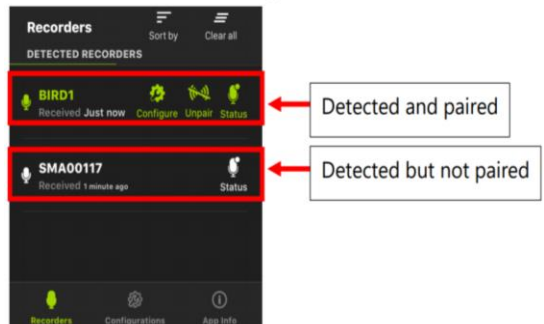 Recorders
Sort by
Clear all
DETECTED RECORDERS
BIRD1
Received Just now
Configure
Unpair
Status
Detected and paired
SMA00117
Received 1 minute ago
Status
Detected but not paired
Recorders
Configurations
App Info